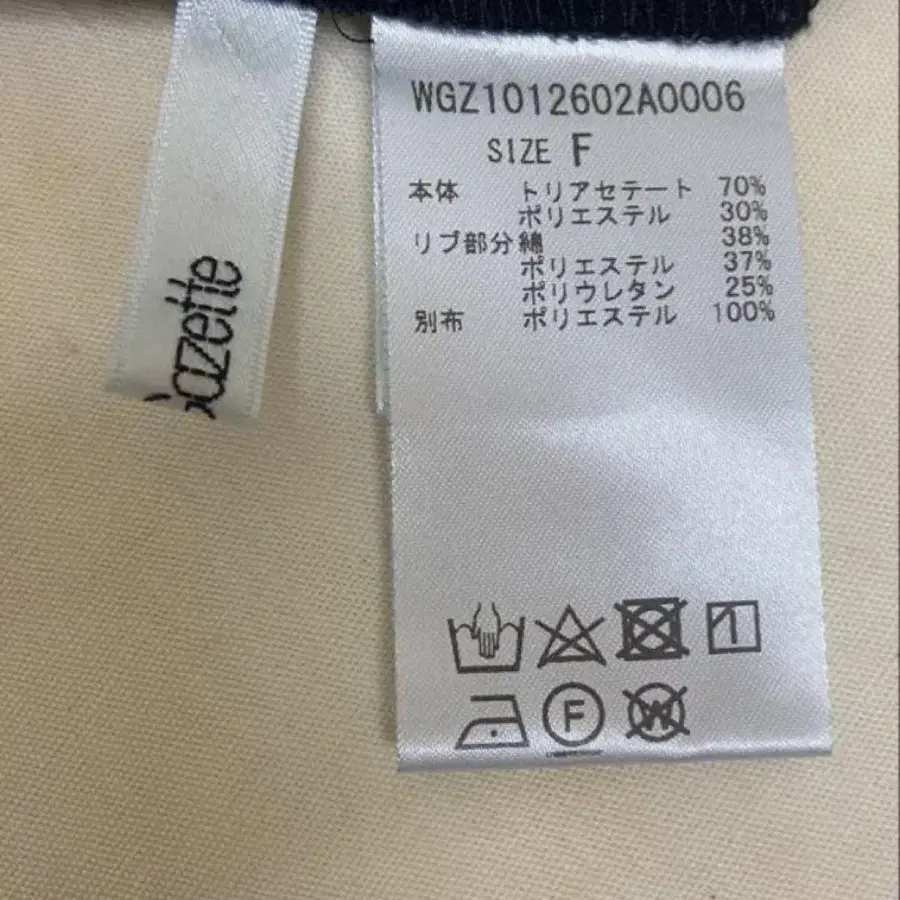 WGZ1012602A0006
SIZE F
本体 トリアセテート 70%
ポリエステル 30%
リブ部分綿 38%
ポリエステル 37%
ポリウレタン 25%
別布 ポリエステル 100%
F
W